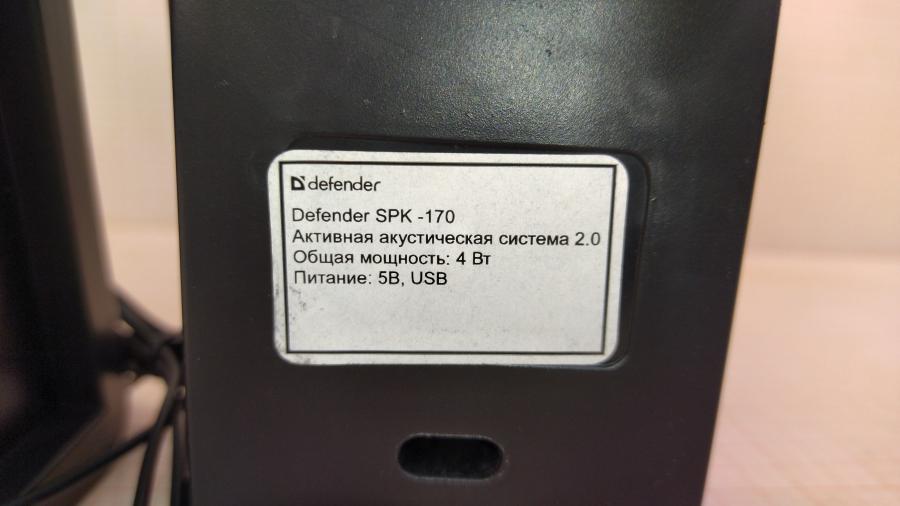 defender
Defender SPK -170
Активная акустическая система 2.0
Общая мощность: 4 Вт
Питание: 5В, USB